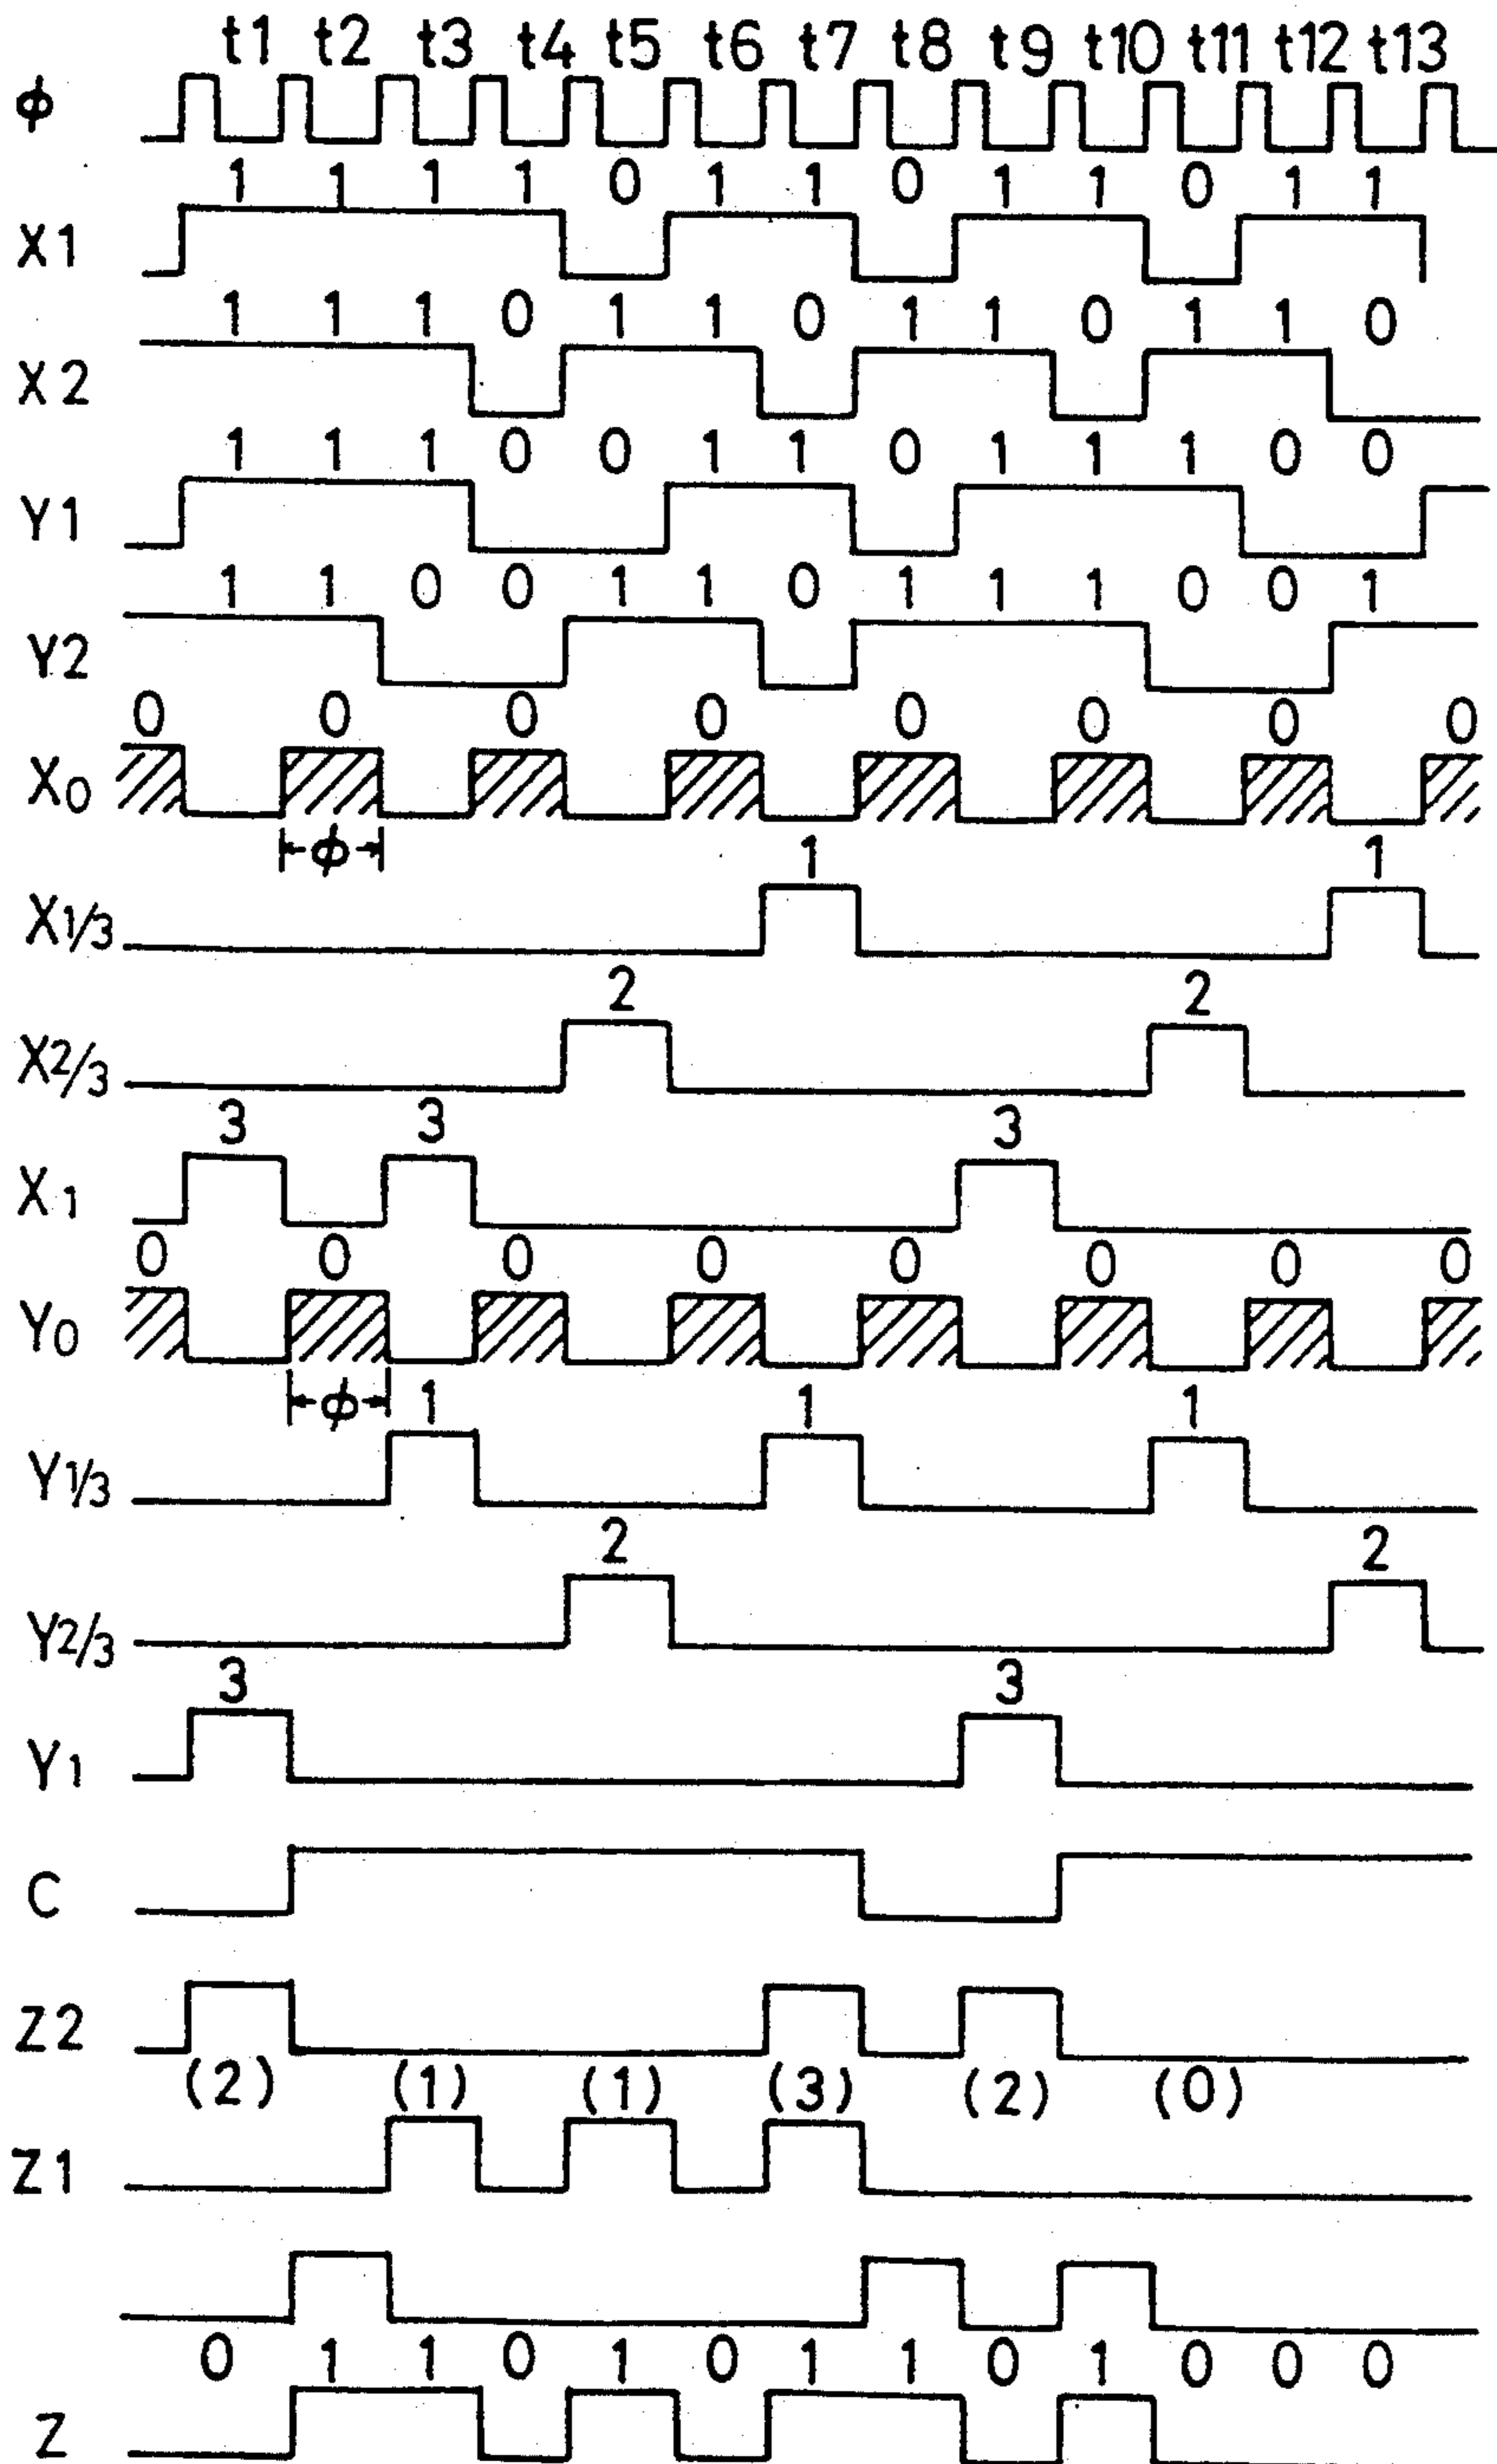 t1 t2 t3 t4 t5 t6 t7 t8 t9 t10 t11 t12 t13
ϕ
1 1 1 1 0 1 1 0 1 1 0 1 1
X1
1 1 1 0 1 1 0 1 1 0 1 1 0
X2
1 1 1 0 0 1 1 0 1 1 1 0 0
Y1
1 1 0 0 1 1 0 1 1 1 0 0 1
Y2
0 0 0 0 0 0 0 0
X0
ϕ 1 1
X1/3
2 2
X2/3
3 3 3
X1
0 0 0 0 0 0 0 0
Y0
ϕ 1 1 1
Y1/3
2 2
Y2/3
3 3
Y1
C
Z2
(2) (1) (1) (3) (2) (0)
Z1
0 1 1 0 1 0 1 1 0 1 0 0 0
Z